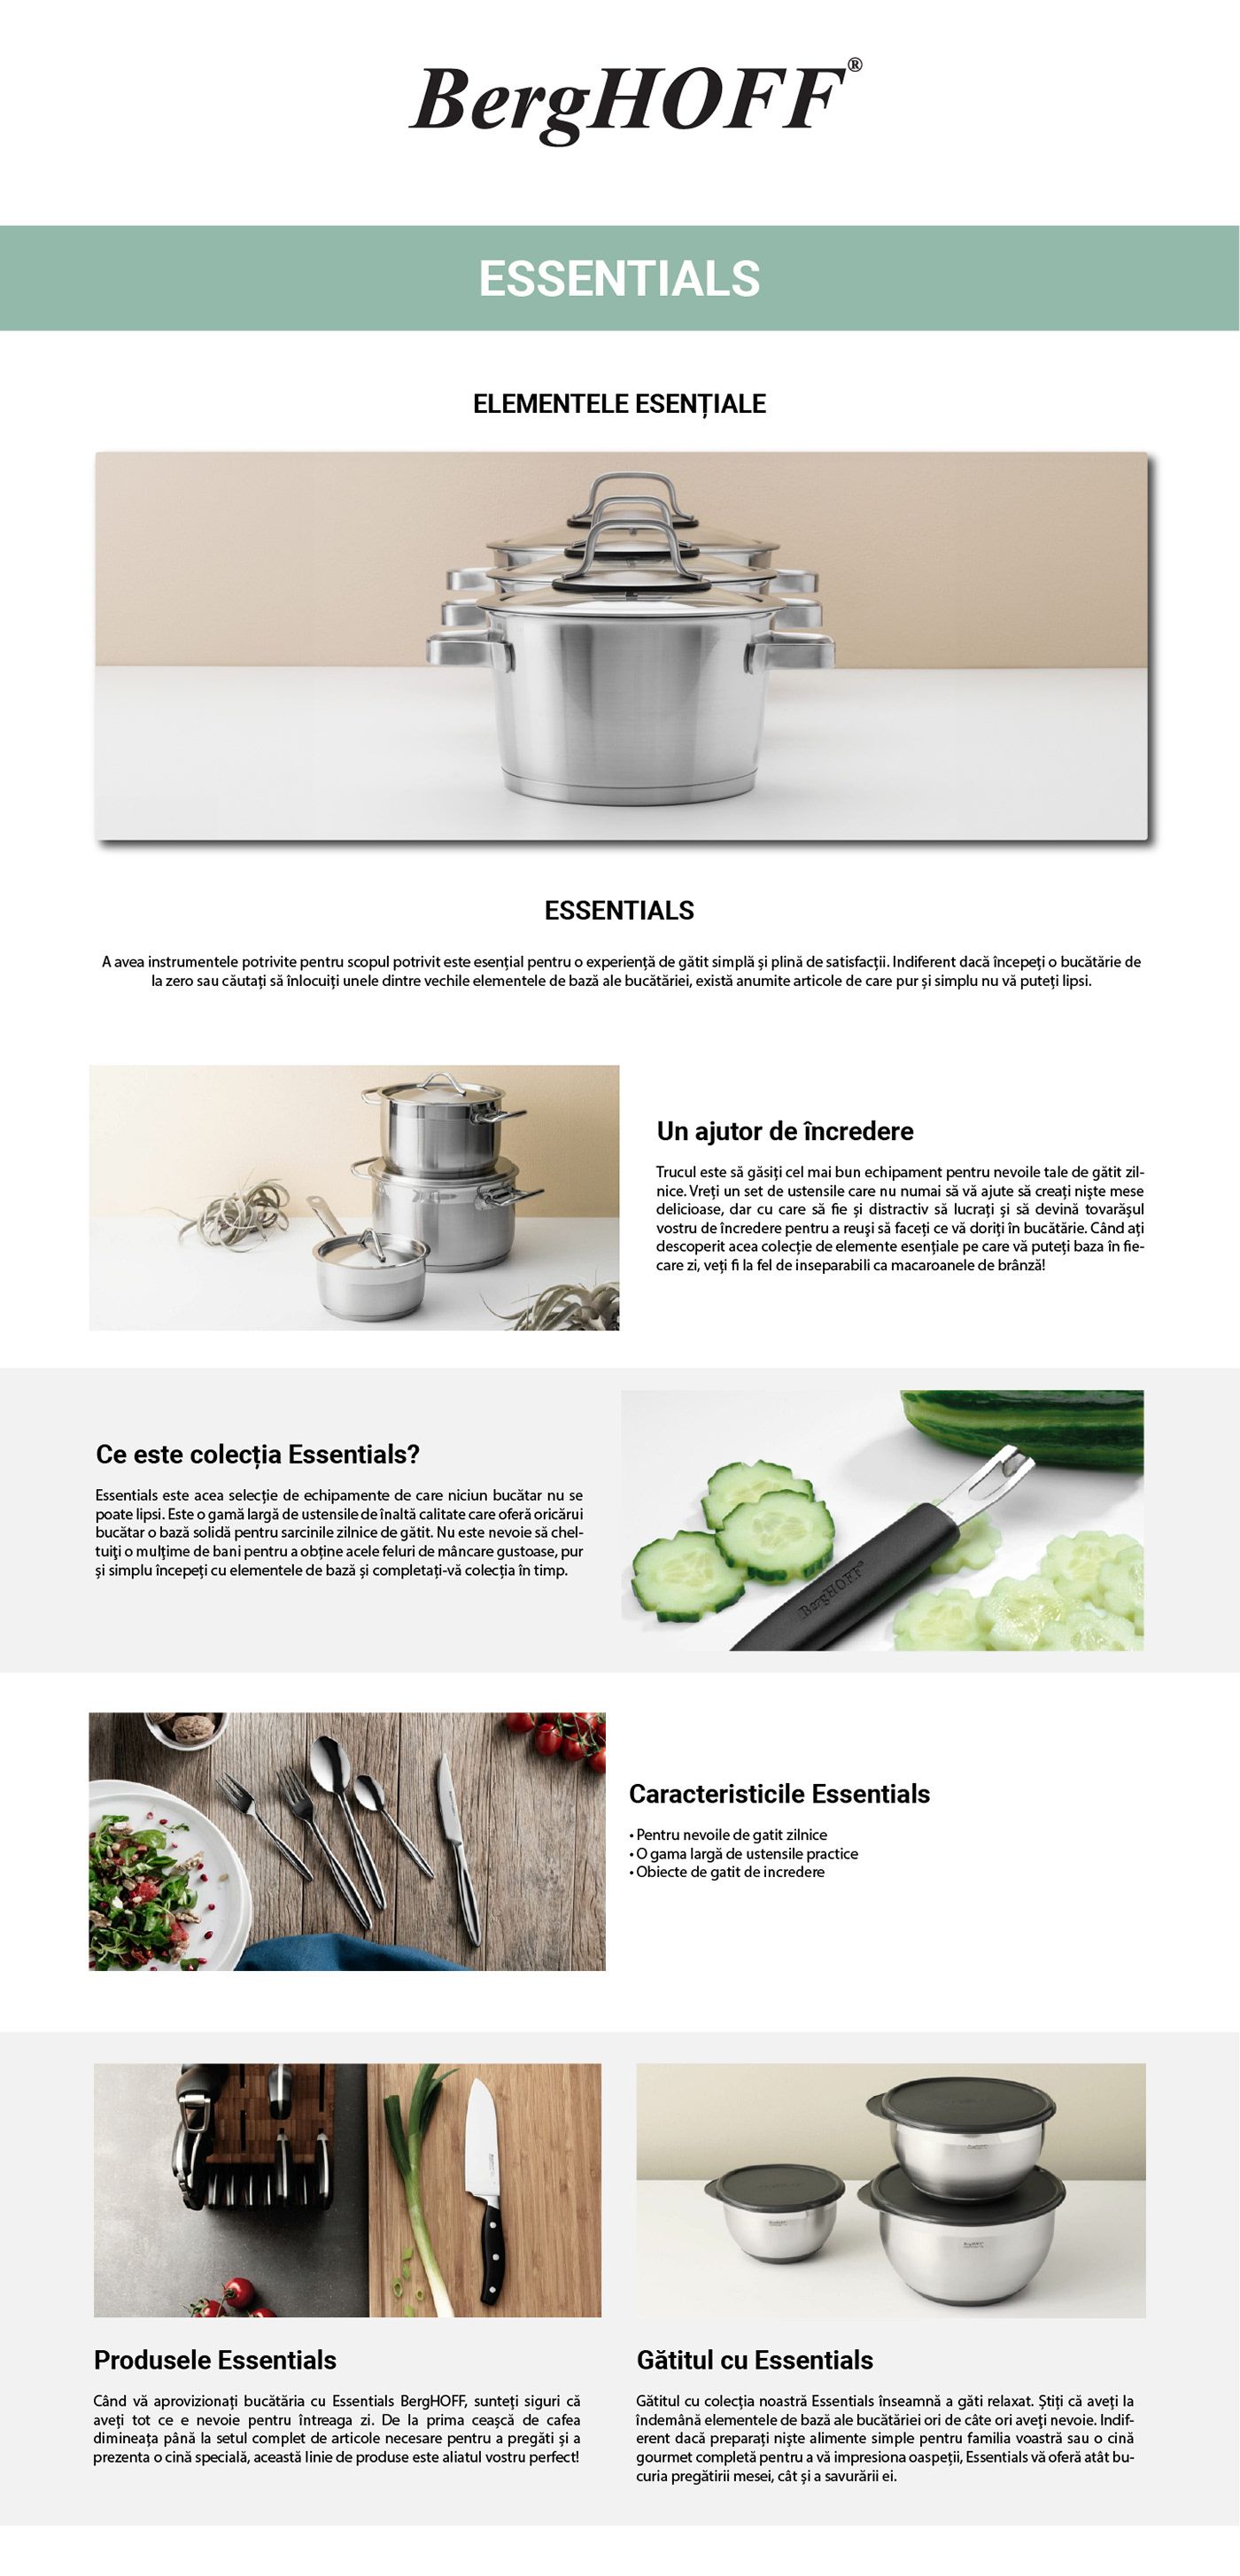 BergHOFF®
ESSENTIALS
ELEMENTELE ESENȚIALE
ESSENTIALS
A avea instrumentele potrivite pentru scopul potrivit este esențial pentru o experiență de gătit simplă și plină de satisfacții. Indiferent dacă începeți o bucătărie de
la zero sau căutați să înlocuiți unele dintre vechile elementele de bază ale bucătăriei, există anumite articole de care pur și simplu nu vă puteți lipsi.
Un ajutor de încredere
Trucul este să găsiți cel mai bun echipament pentru nevoile tale de gătit zil-
nice. Vreți un set de ustensile care nu numai să vă ajute să creați niște mese
delicioase, dar cu care să fie și distractiv să lucrați și să devină tovarășul
vostru de încredere pentru a reuși să faceți ce vă doriți în bucătărie. Când ați
descoperit acea colecție de elemente esențiale pe care vă puteți baza în fie-
care zi, veți fi la fel de inseparabili ca macaroanele de brânză!
Ce este colecția Essentials?
Essentials este acea selecție de echipamente de care niciun bucătar nu se
poate lipsi. Este o gamă largă de ustensile de înaltă calitate care oferă oricărui
bucătar o bază solidă pentru sarcinile zilnice de gătit. Nu este nevoie să chel-
tuiți o mulțime de bani pentru a obține acele feluri de mâncare gustoase, pur
și simplu începeți cu elementele de bază și completați-vă colecția în timp.
BergHOFF®
Caracteristicile Essentials
• Pentru nevoile de gatit zilnice
• O gama largă de ustensile practice
• Obiecte de gatit de incredere
Produsele Essentials
Când vă aprovizionați bucătăria cu Essentials BergHOFF, sunteți siguri că
aveți tot ce e nevoie pentru întreaga zi. De la prima ceașcă de cafea
dimineața până la setul complet de articole necesare pentru a pregăti și a
prezenta o cină specială, această linie de produse este aliatul vostru perfect!
Gătitul cu Essentials
Gătitul cu colecția noastră Essentials înseamnă a găti relaxat. Știți că aveți la
îndemână elementele de bază ale bucătăriei ori de câte ori aveți nevoie. Indif-
erent dacă preparați niște alimente simple pentru familia voastră sau o cină
gourmet completă pentru a vă impresiona oaspeții, Essentials vă oferă atât bu-
curia pregătirii mesei, cât și a savurării ei.